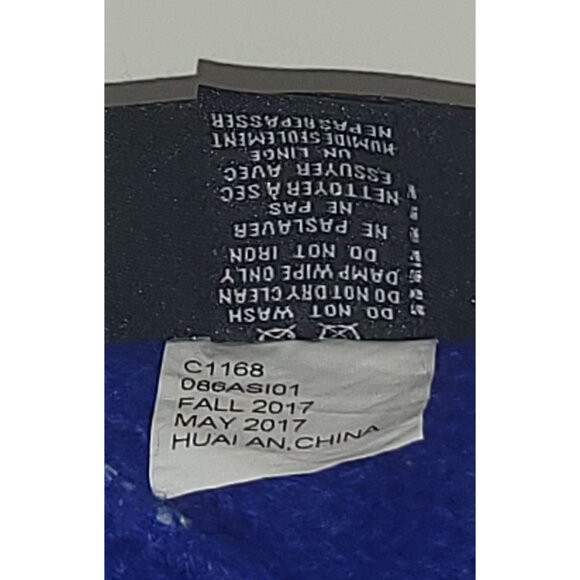 DO NOT WASH
DO NOT DRY CLEAN
DAMP WIPE ONLY
DO NOT IRON
NE PAS LAVER
NE PAS
NETTOYER À SEC
ESSUYER AVEC
UN LINGE
HUMIDE SEULEMENT
NE PAS REPASSER
C1168
086ASI01
FALL 2017
MAY 2017
HUAI AN, CHINA